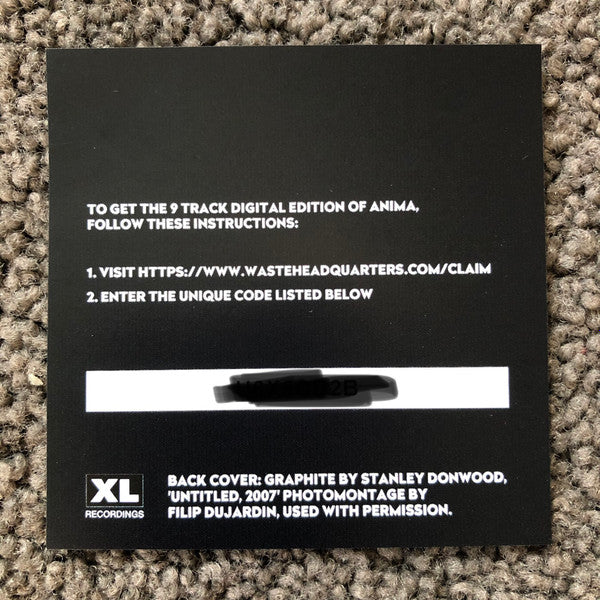 TO GET THE 9 TRACK DIGITAL EDITION OF ANIMA,
FOLLOW THESE INSTRUCTIONS:
1. VISIT HTTPS://WWW.WASTEHEADQUARTERS.COM/CLAIM
2. ENTER THE UNIQUE CODE LISTED BELOW
XL
RECORDINGS
BACK COVER: GRAPHITE BY STANLEY DONWOOD,
'UNTITLED, 2007' PHOTOMONTAGE BY
FILIP DUJARDIN, USED WITH PERMISSION.